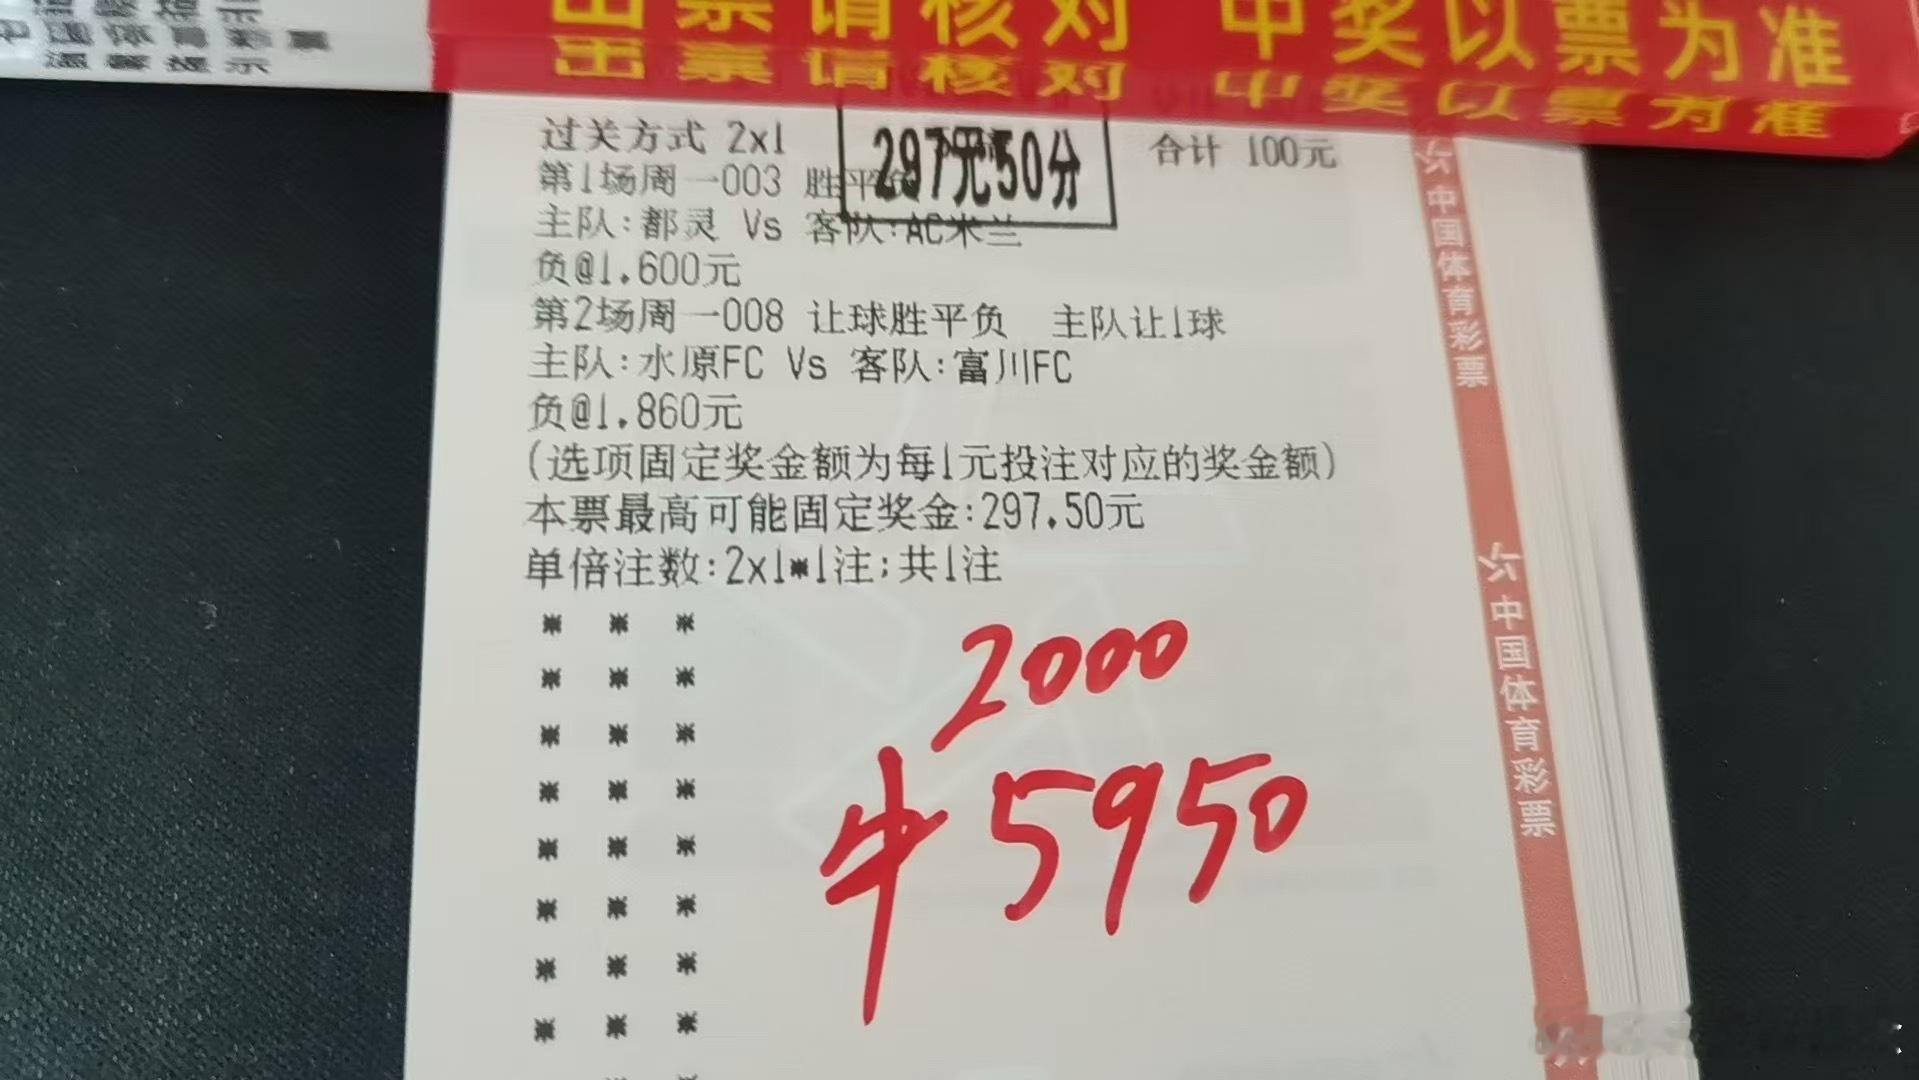 中国体育彩票
温馨提示
出票请核对 中奖以票为准
出票请核对 中奖以票为准
过关方式 2x1 297元50分 合计 100元
第1场周一003 胜平负
主队:都灵 Vs 客队:AC米兰
负@1.600元
第2场周一008 让球胜平负 主队让1球
主队:水原FC Vs 客队:富川FC
负@1.860元
(选项固定奖金额为每1元投注对应的奖金额)
本票最高可能固定奖金:297.50元
单倍注数:2x1*1注;共1注
2000
中5950
中国体育彩票
中国体育彩票